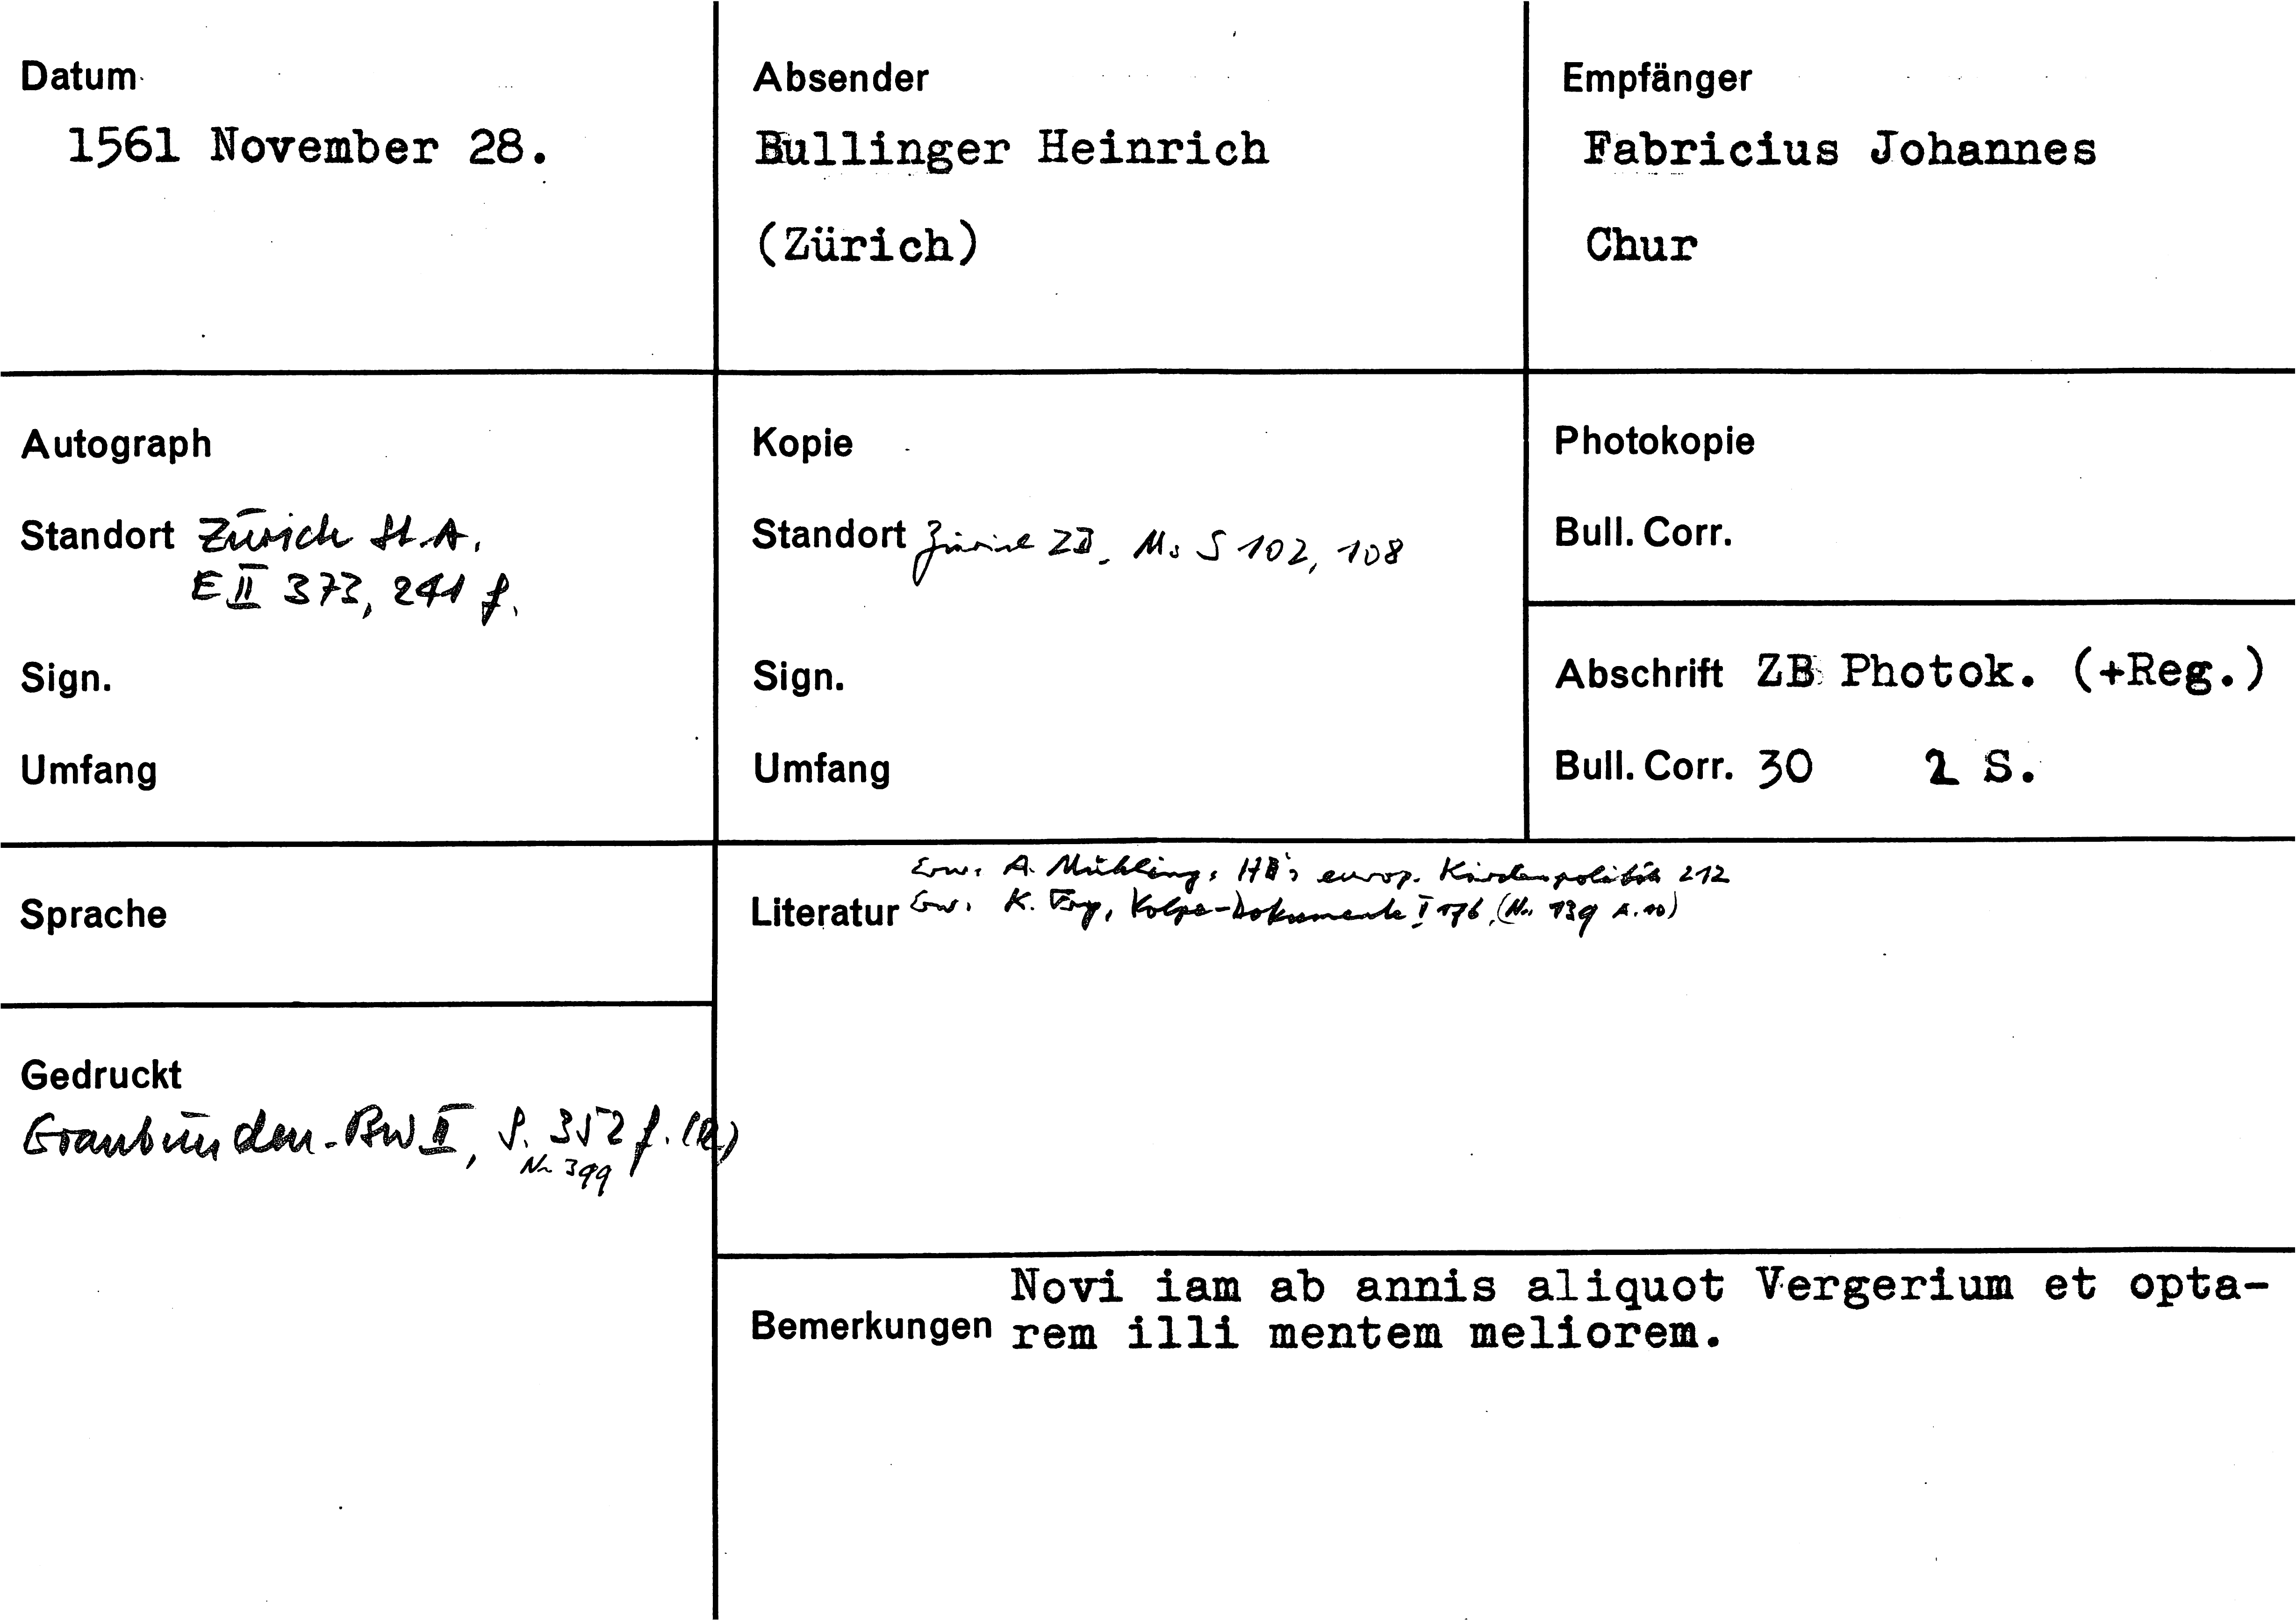 Datum
1561 November 28.
Absender
Bullinger Heinrich
(Zürich)
Empfänger
Fabricius Johannes
Chur
Autograph
Standort Zürich St.A.
E II 373, 241 f.
Sign.
Umfang
Kopie
Standort Zürich ZB. Ms S 102, 108
Sign.
Umfang
Photokopie
Bull. Corr.
Abschrift ZB Photok. (+Reg.)
Bull. Corr. 30 2 S.
Sprache
Gedruckt
Graubünden-BW II, S. 352 f. (R.)
Nr 399
Erw. A. Mühling, HB's europ. Kirchenpolitik 212
Literatur Erw. K. Volpe-Dokumente I 176, (Nr. 139 A. 10)
Bemerkungen
Novi iam ab annis aliquot Vergerium et opta-
rem illi mentem meliorem.